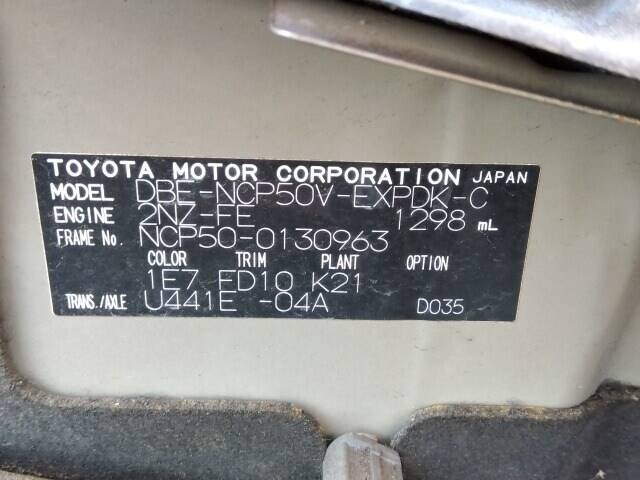 TOYOTA MOTOR CORPORATION JAPAN
MODEL DBE-NCP50V-EXPDK-C
ENGINE 2NZ-FE 1298 mL
FRAME No. NCP50-0130963
COLOR TRIM PLANT OPTION
1E7 FD10 K21
TRANS./AXLE U441E -04A D035